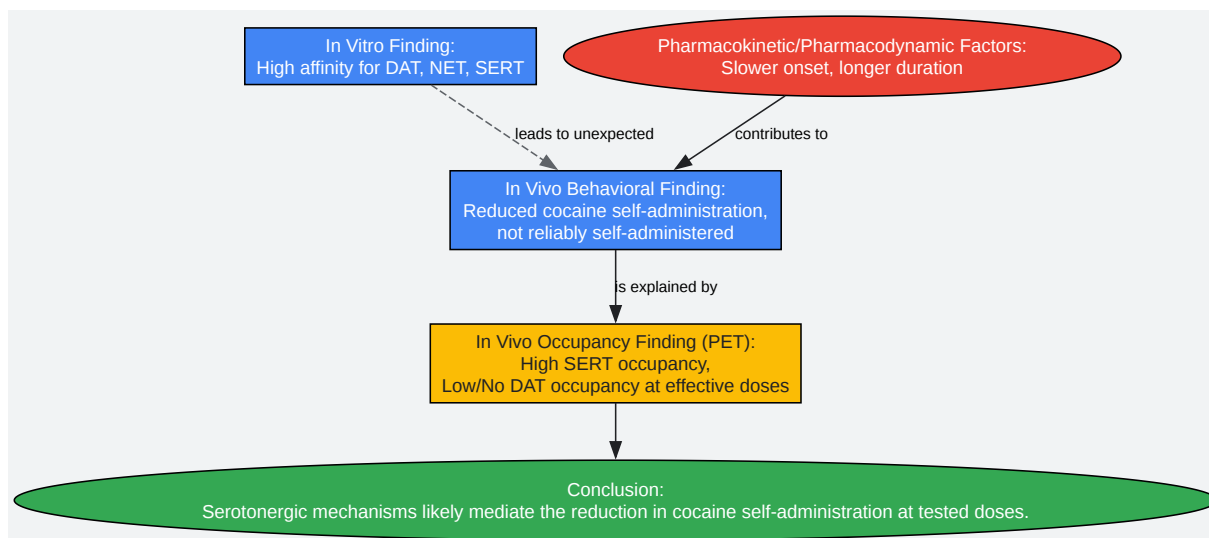 In Vitro Finding:
High affinity for DAT, NET, SERT
Pharmacokinetic/Pharmacodynamic Factors:
Slower onset, longer duration
leads to unexpected
contributes to
In Vivo Behavioral Finding:
Reduced cocaine self-administration,
not reliably self-administered
is explained by
In Vivo Occupancy Finding (PET):
High SERT occupancy,
Low/No DAT occupancy at effective doses
Conclusion:
Serotonergic mechanisms likely mediate the reduction in cocaine self-administration at tested doses.